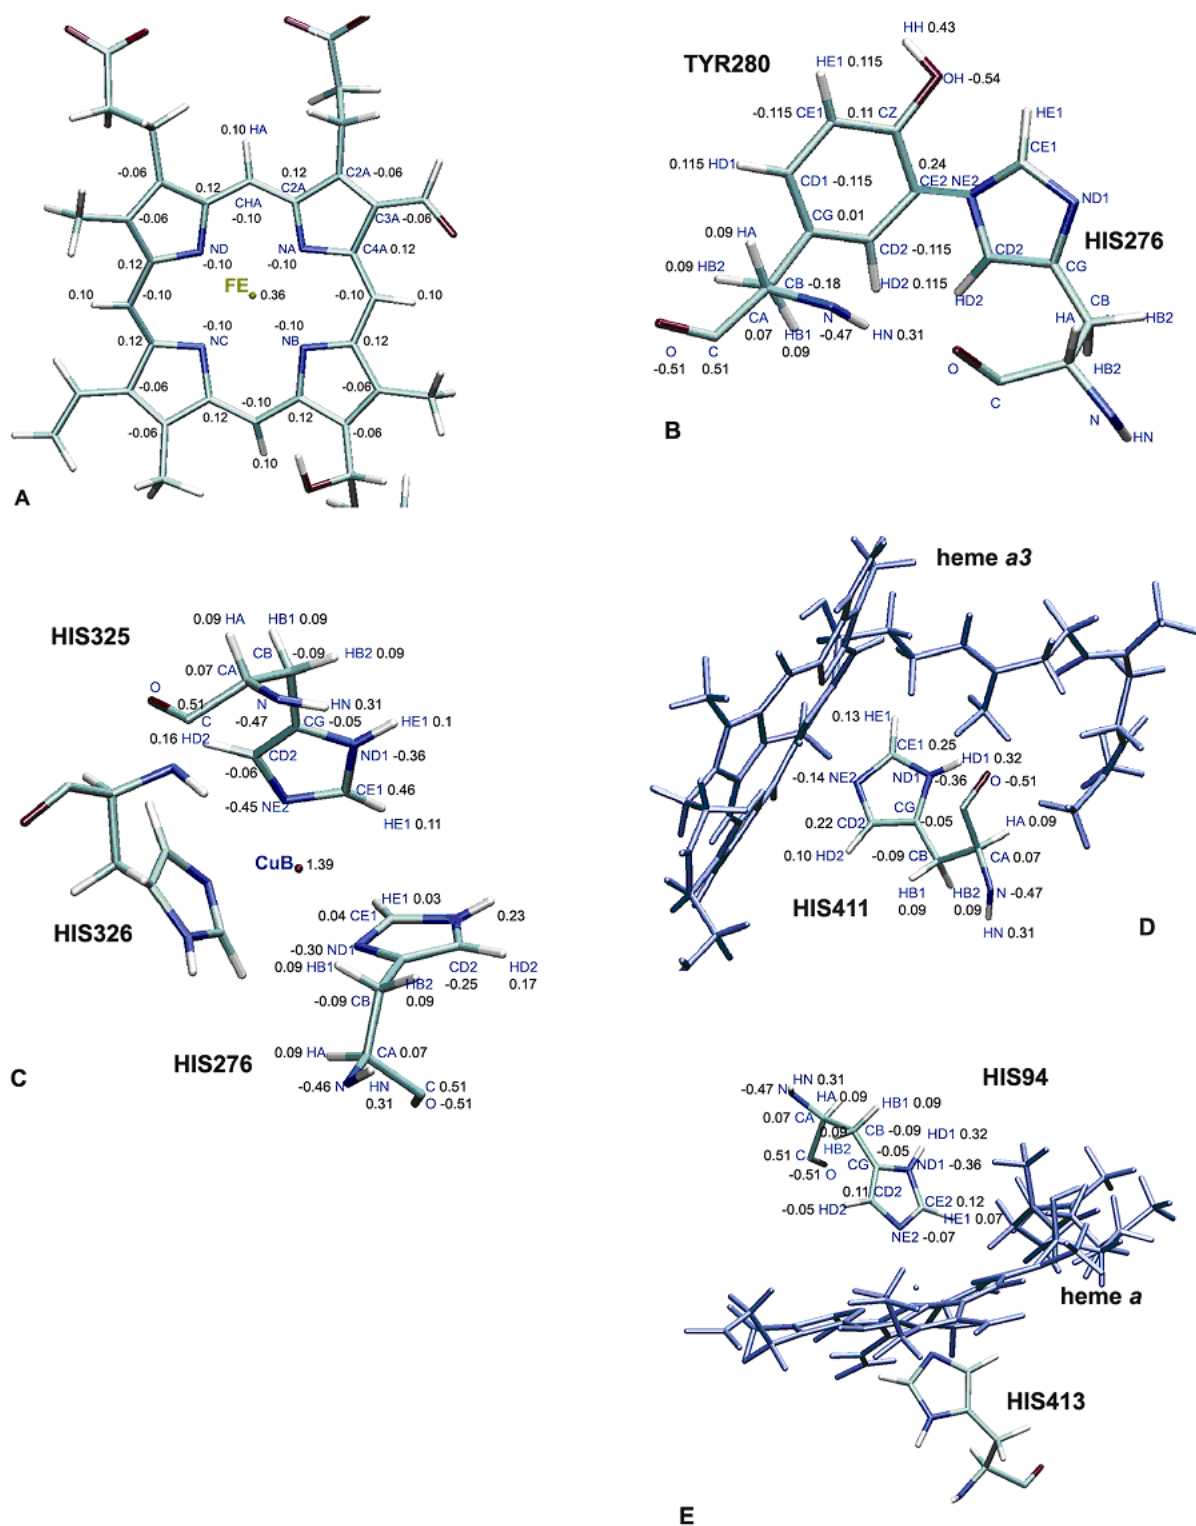 0.10 HA
-0.06
0.12
0.12
C2A
C2A -0.06
CHA
-0.10
-0.06
C3A -0.06
ND
-0.10
NA
-0.10
C4A 0.12
0.12
FE
0.36
0.10
-0.10
-0.10
0.10
-0.10
NC
-0.10
NB
0.12
0.12
-0.06
-0.06
-0.10
-0.06
0.12
0.12
-0.06
0.10
A
HH 0.43
TYR280
HE1 0.115
OH -0.54
-0.115 CE1
0.11 CZ
HE1
CE1
0.115 HD1
0.24
CD1 -0.115
CE2 NE2
ND1
CG 0.01
0.09 HA
CD2 -0.115
CD2
HIS276
CG
0.09 HB2
CB -0.18
HD2 0.115
HD2
CB
CA
0.07
HB1
0.09
N
-0.47
HN 0.31
HA
HB2
O
-0.51
C
0.51
O
HB2
C
N
HN
B
HIS325
0.09 HA
HB1 0.09
CB
-0.09
HB2 0.09
0.07 CA
O
0.51
C
N
-0.47
HN 0.31
CG -0.05
HE1 0.1
0.16 HD2
CD2
ND1 -0.36
-0.06
-0.45 NE2
CE1 0.46
HE1 0.11
CuB
1.39
HIS326
HE1 0.03
0.04 CE1
0.23
-0.30
ND1
0.09 HB1
CD2
-0.25
HD2
0.17
HB2
0.09
-0.09 CB
HIS276
0.09 HA
CA 0.07
-0.46 N
HN
0.31
C 0.51
O -0.51
C
heme a3
0.13 HE1
CE1 0.25
HD1 0.32
-0.14 NE2
ND1
-0.36
O -0.51
CG
0.22 CD2
-0.05
HA 0.09
0.10
HD2
-0.09 CB
CA 0.07
HB1
0.09
HB2
0.09
N -0.47
HIS411
HN 0.31
D
HIS94
HN 0.31
-0.47 N
HA 0.09
HB1 0.09
0.07 CA
0.09
CB -0.09
HD1 0.32
HB2
0.51 C
-0.05
-0.51 O
CG
ND1 -0.36
0.11 CD2
CE2 0.12
-0.05 HD2
HE1 0.07
NE2 -0.07
heme a
HIS413
E